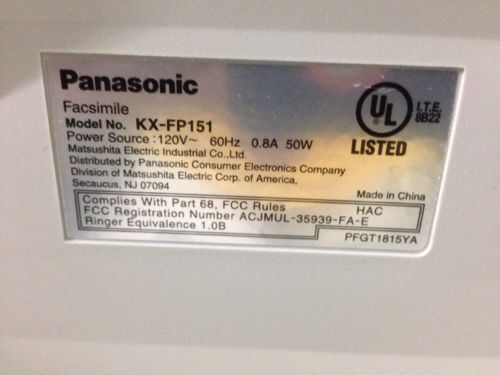 Panasonic
Facsimile
Model No. KX-FP151
Power Source : 120V~ 60Hz 0.8A 50W
Matsushita Electric Industrial Co., Ltd.
Distributed by Panasonic Consumer Electronics Company
Division of Matsushita Electric Corp. of America,
Secaucus, NJ 07094
UL
I.T.E.
8B22
LISTED
Made in China
Complies With Part 68, FCC Rules HAC
FCC Registration Number ACJMUL-35939-FA-E
Ringer Equivalence 1.0B
PFGT1815YA